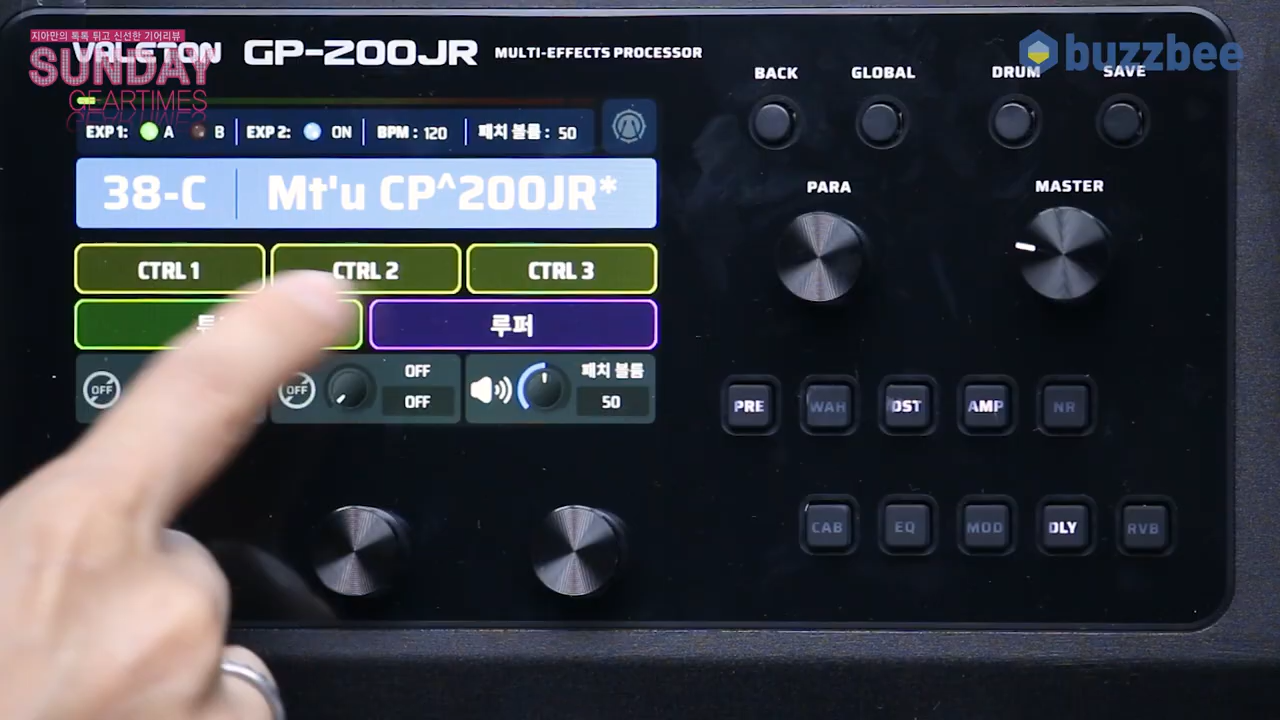 지아만의 톡톡 튀고 신선한 기어리뷰
SUNDAY
GEARTIMES
buzzbee
VALETON GP-200JR MULTI-EFFECTS PROCESSOR
BACK GLOBAL DRUM SAVE
EXP 1: A B EXP 2: ON BPM : 120 패치 볼륨 : 50
38-C Mt'u CP^200JR*
PARA MASTER
CTRL 1 CTRL 2 CTRL 3
루퍼
OFF OFF OFF 패치 볼륨
OFF 50
PRE WAH DST AMP NR
CAB EQ MOD DLY RVB